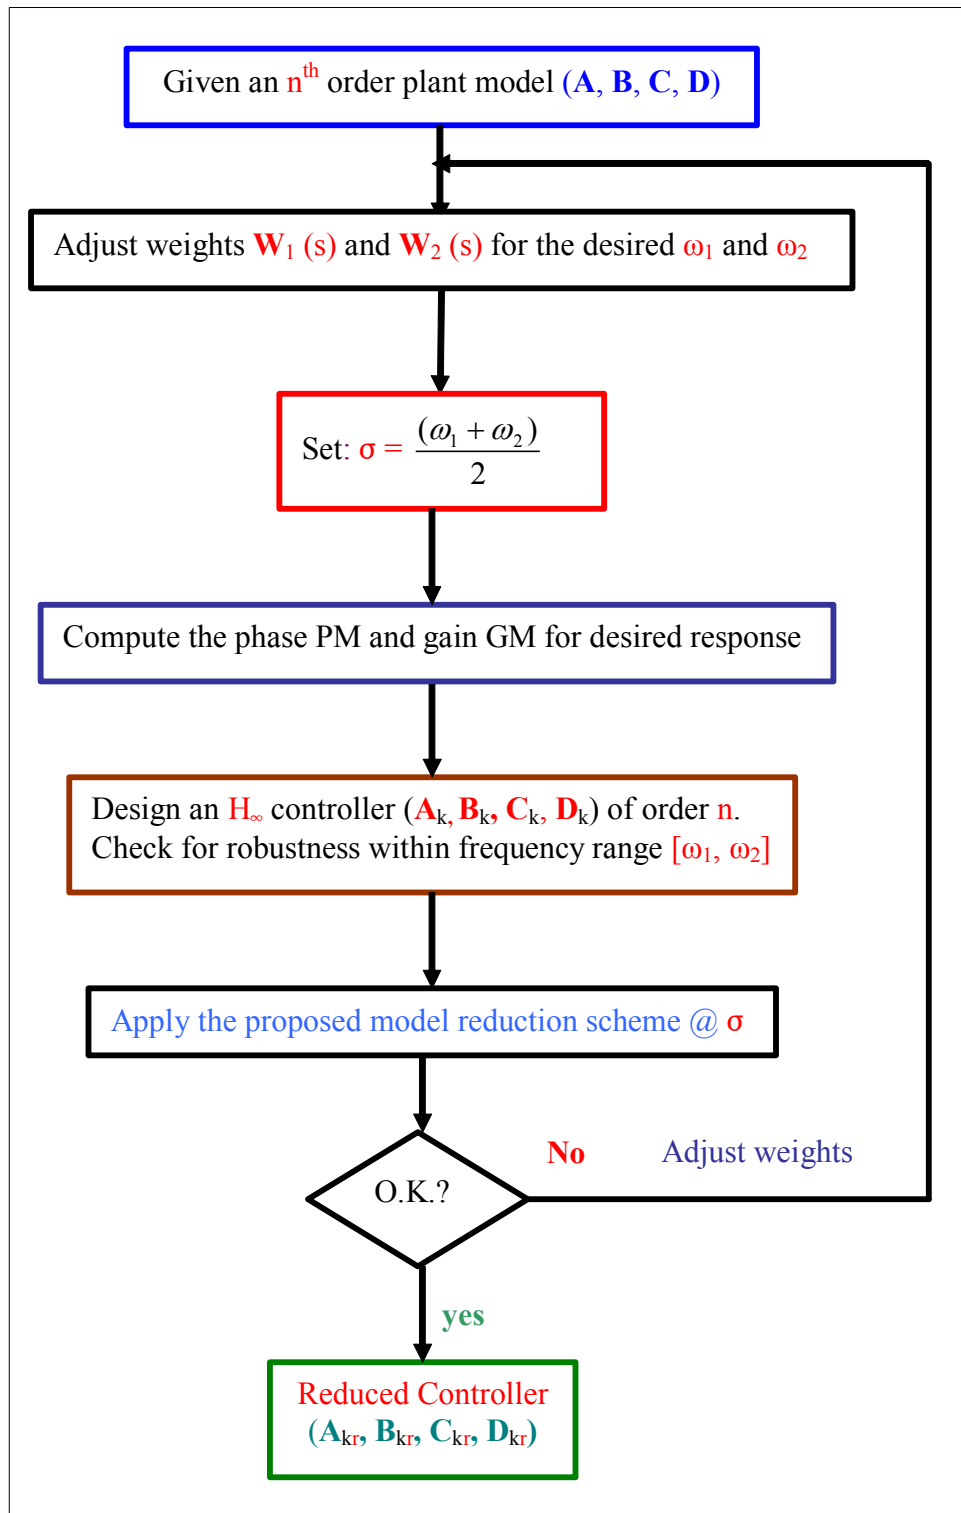 Given an nth order plant model (A, B, C, D)
Adjust weights W1 (s) and W2 (s) for the desired ω1 and ω2
Set: σ = (ω1 + ω2) / 2
Compute the phase PM and gain GM for desired response
Design an H∞ controller (Ak, Bk, Ck, Dk) of order n.
Check for robustness within frequency range [ω1, ω2]
Apply the proposed model reduction scheme @ σ
No Adjust weights
O.K.?
yes
Reduced Controller
(Akr, Bkr, Ckr, Dkr)